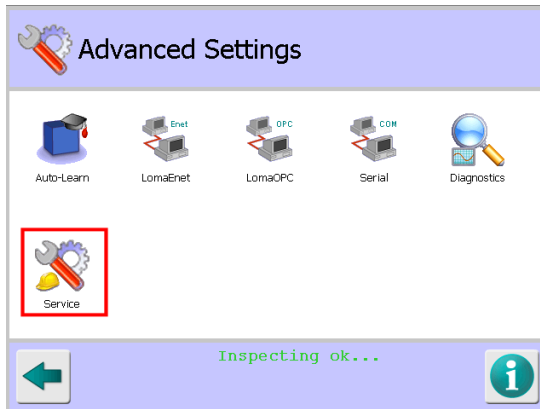 Advanced Settings
Enet
OPC
COM
Auto-Learn
LomaEnet
LomaOPC
Serial
Diagnostics
Service
Inspecting ok...
i